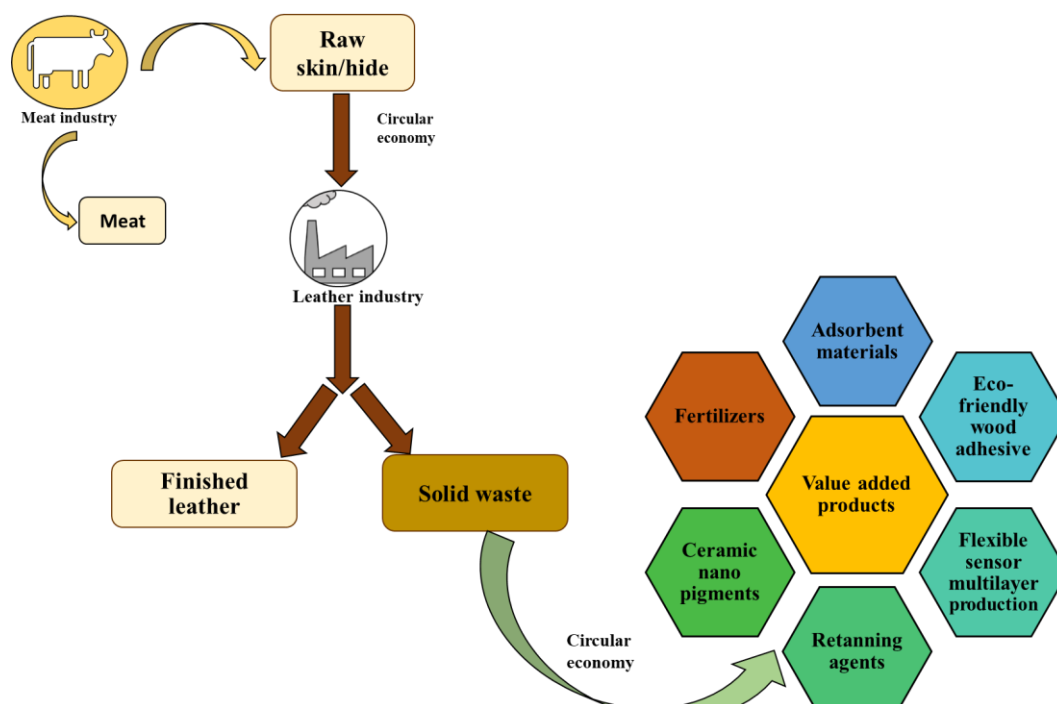 Raw
skin/hide
Meat industry
Circular
economy
Meat
Leather industry
Finished
leather
Solid waste
Circular
economy
Adsorbent
materials
Fertilizers
Eco-
friendly
wood
adhesive
Value added
products
Ceramic
nano
pigments
Flexible
sensor
multilayer
production
Retanning
agents